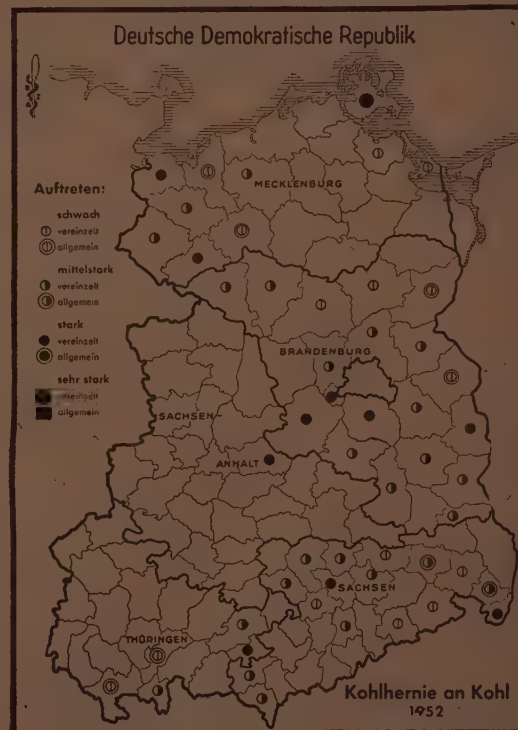 Deutsche Demokratische Republik
Auftreten:
schwach
vereinzelt
allgemein
mittelstark
vereinzelt
allgemein
stark
vereinzelt
allgemein
sehr stark
allgemein
MECKLENBURG
BRANDENBURG
SACHSEN-
ANHALT
SACHSEN
THÜRINGEN
Kohlhernie an Kohl
1952